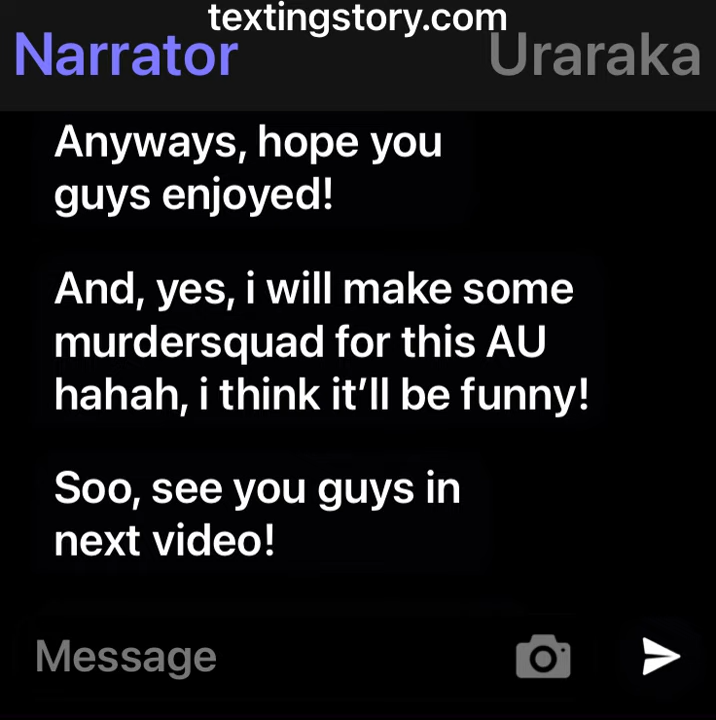 textingstory.com
Narrator Uraraka
Anyways, hope you
guys enjoyed!
And, yes, i will make some
murdersquad for this AU
hahah, i think it’ll be funny!
Soo, see you guys in
next video!
Message